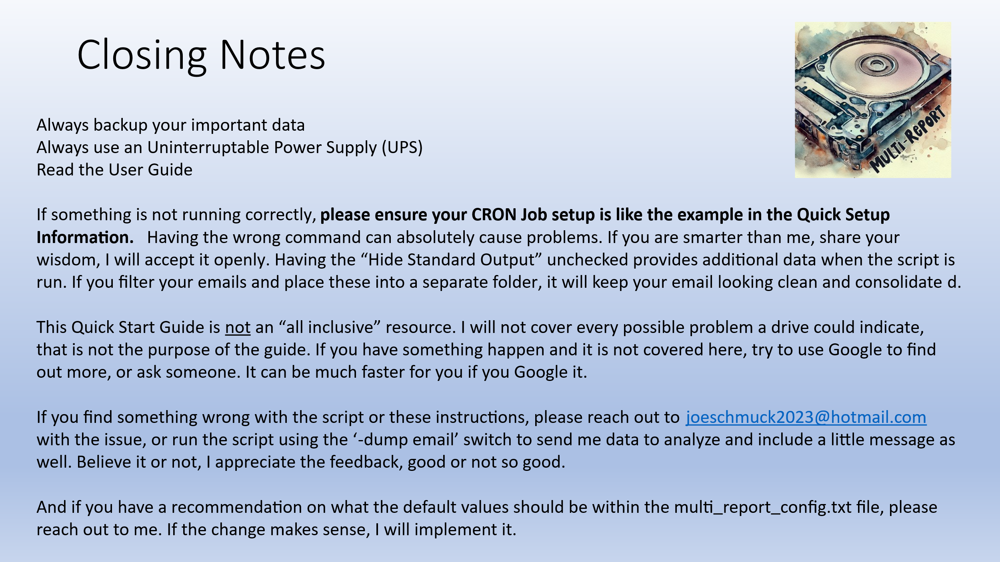 Closing Notes
MULTi-RePORT
Always backup your important data
Always use an Uninterruptable Power Supply (UPS)
Read the User Guide
If something is not running correctly, please ensure your CRON Job setup is like the example in the Quick Setup
Information.   Having the wrong command can absolutely cause problems. If you are smarter than me, share your
wisdom, I will accept it openly. Having the “Hide Standard Output” unchecked provides additional data when the script is
run. If you filter your emails and place these into a separate folder, it will keep your email looking clean and consolidate d.
This Quick Start Guide is not an “all inclusive” resource. I will not cover every possible problem a drive could indicate,
that is not the purpose of the guide. If you have something happen and it is not covered here, try to use Google to find
out more, or ask someone. It can be much faster for you if you Google it.
If you find something wrong with the script or these instructions, please reach out to joeschmuck2023@hotmail.com
with the issue, or run the script using the ‘-dump email’ switch to send me data to analyze and include a little message as
well. Believe it or not, I appreciate the feedback, good or not so good.
And if you have a recommendation on what the default values should be within the multi_report_config.txt file, please
reach out to me. If the change makes sense, I will implement it.